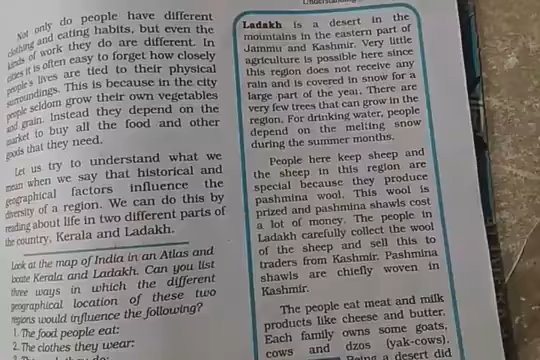 Not only do people have different
clothing and eating habits, but even the
kinds of work they do are different. In
cities it is often easy to forget how closely
people's lives are tied to their physical
surroundings. This is because in the city
people seldom grow their own vegetables
and grain. Instead they depend on the
market to buy all the food and other
goods that they need.
Let us try to understand what we
mean when we say that historical and
geographical factors influence the
diversity of a region. We can do this by
reading about life in two different parts of
the country, Kerala and Ladakh.
Look at the map of India in an Atlas and
locate Kerala and Ladakh. Can you list
three ways in which the different
geographical location of these two
regions would influence the following?
1. The food people eat:
2. The clothes they wear:
Ladakh is a desert in the
mountains in the eastern part of
Jammu and Kashmir. Very little
agriculture is possible here since
this region does not receive any
rain and is covered in snow for a
large part of the year. There are
very few trees that can grow in the
region. For drinking water, people
depend on the melting snow
during the summer months.
People here keep sheep and
the sheep in this region are
special because they produce
pashmina wool. This wool is
prized and pashmina shawls cost
a lot of money. The people in
Ladakh carefully collect the wool
of the sheep and sell this to
traders from Kashmir. Pashmina
shawls are chiefly woven in
Kashmir.
The people eat meat and milk
products like cheese and butter.
Each family owns some goats,
cows and dzos (yak-cows).
a desert did